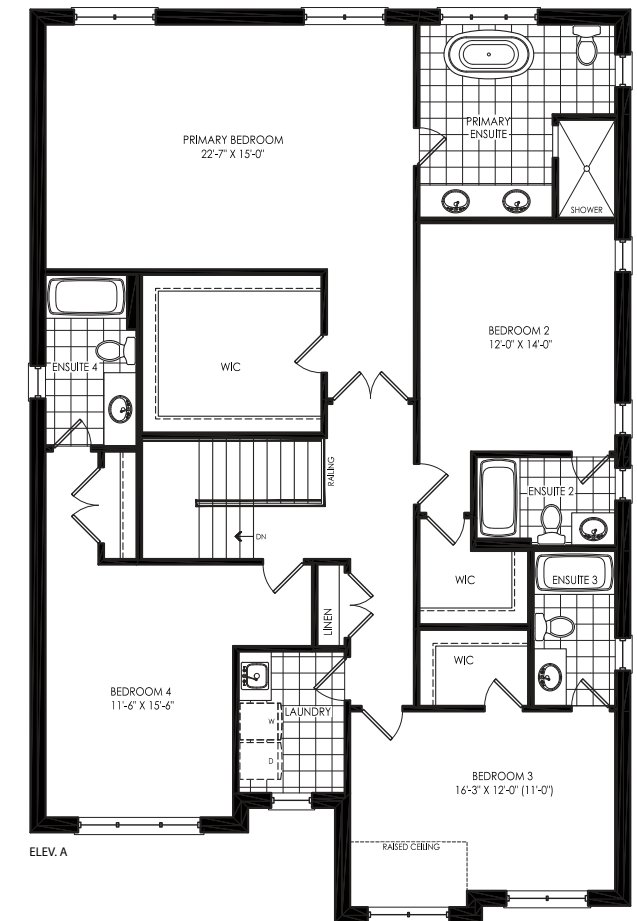 PRIMARY BEDROOM
22'-7" X 15'-0"
PRIMARY
ENSUITE
SHOWER
BEDROOM 2
12'-0" X 14'-0"
ENSUITE 4
WIC
RAILING
DN
ENSUITE 2
WIC
ENSUITE 3
LINEN
WIC
BEDROOM 4
11'-6" X 15'-6"
LAUNDRY
W
D
BEDROOM 3
16'-3" X 12'-0" (11'-0")
RAISED CEILING
ELEV. A